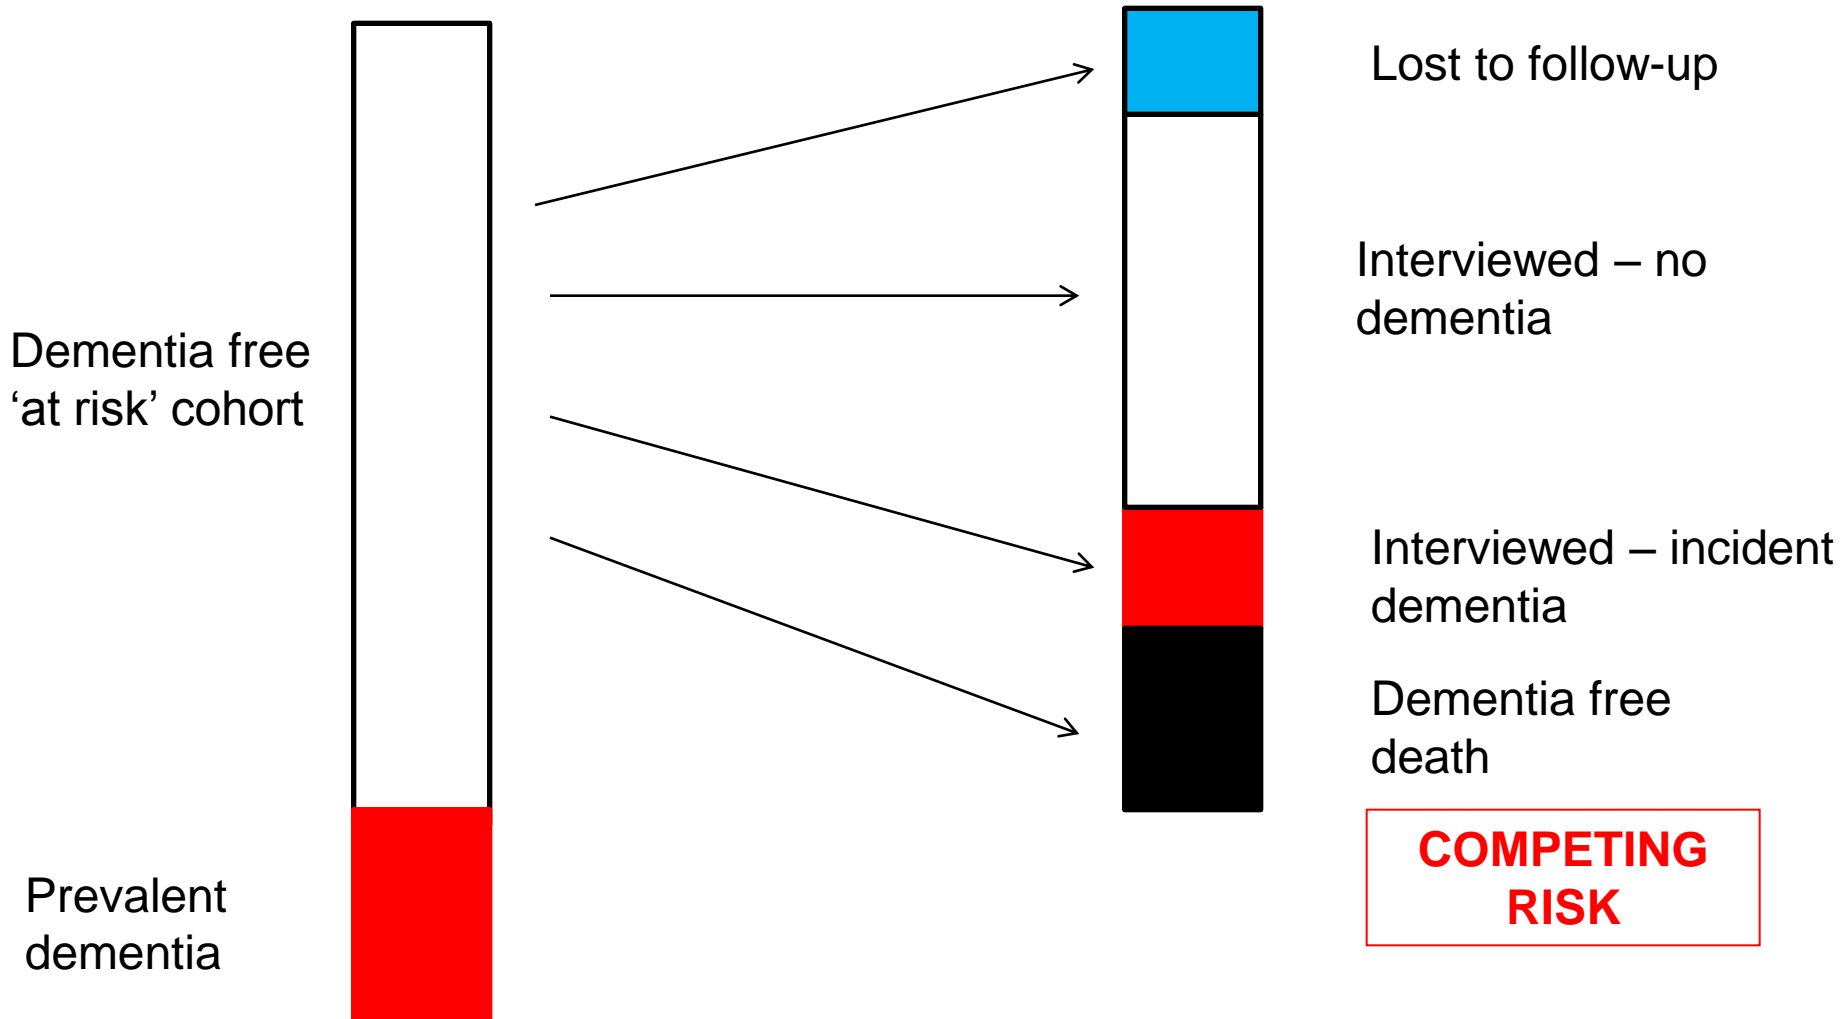 Dementia free
‘at risk’ cohort
Prevalent
dementia
Lost to follow-up
Interviewed – no
dementia
Interviewed – incident
dementia
Dementia free
death
COMPETING
RISK